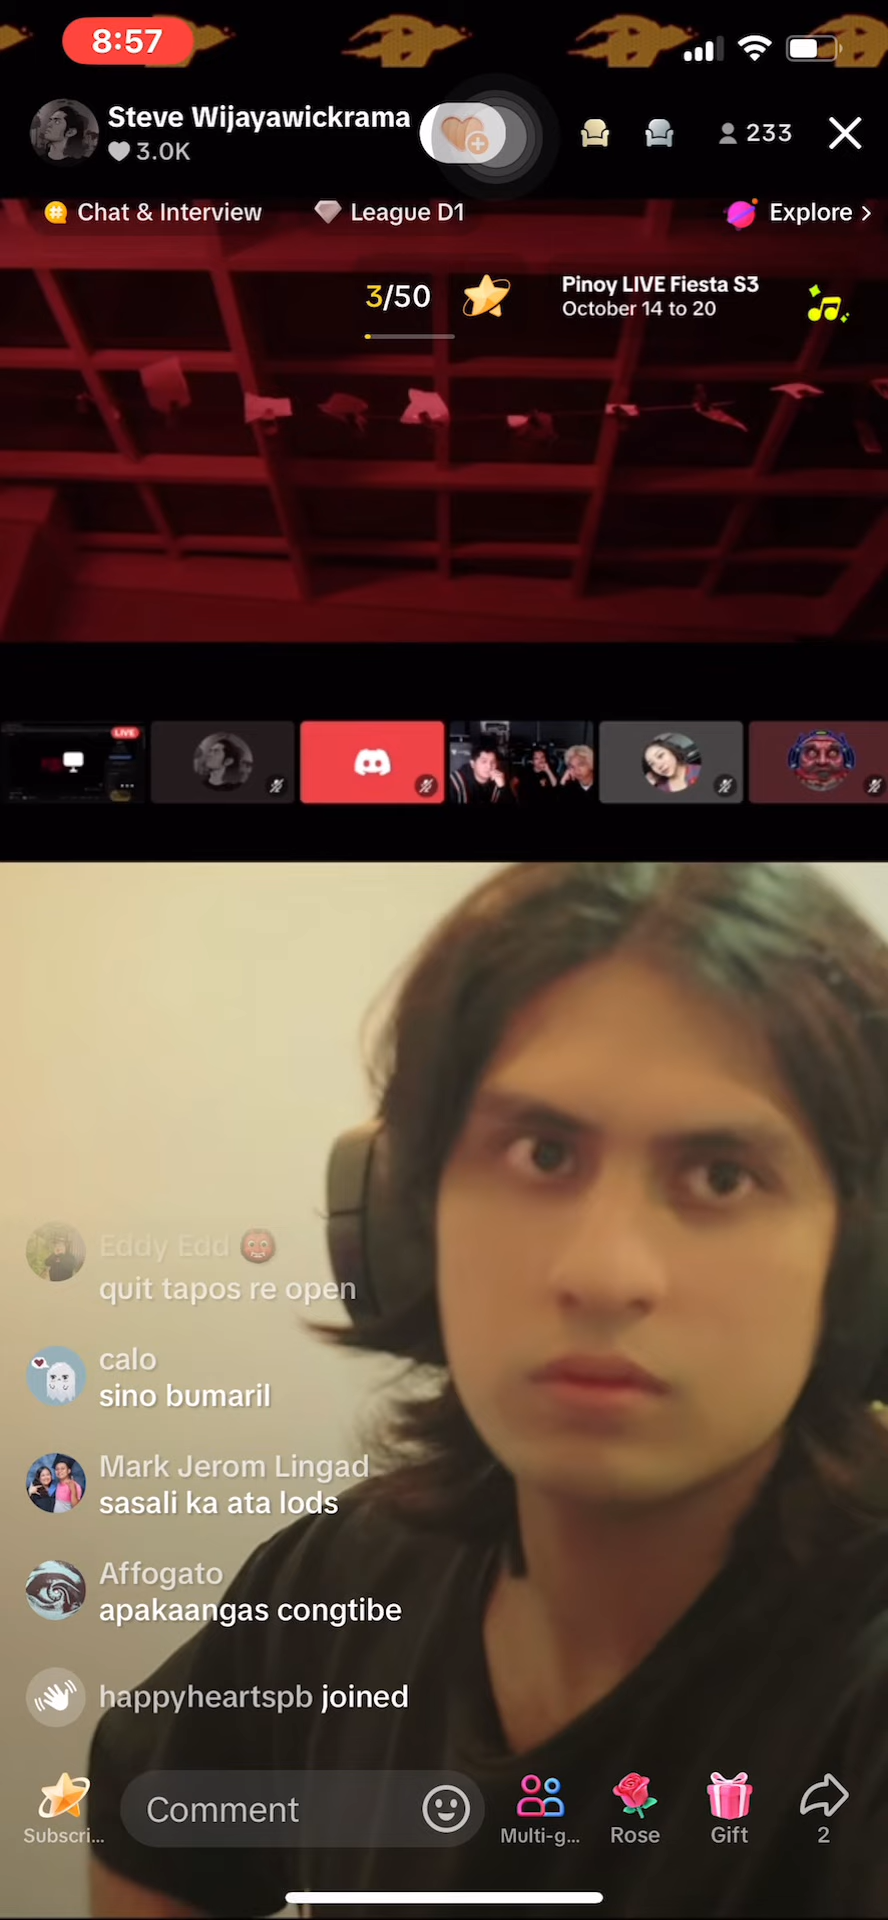 8:57
Steve Wijayawickrama
3.0K
233
Chat & Interview
League D1
Explore >
3/50
Pinoy LIVE Fiesta S3
October 14 to 20
LIVE
Eddy Edd 👹
quit tapos re open
calo
sino bumaril
Mark Jerom Lingad
sasali ka ata lods
Affogato
apakaangas congtibe
happyheartspb joined
Comment
Subscri...
Multi-g...
Rose
Gift
2